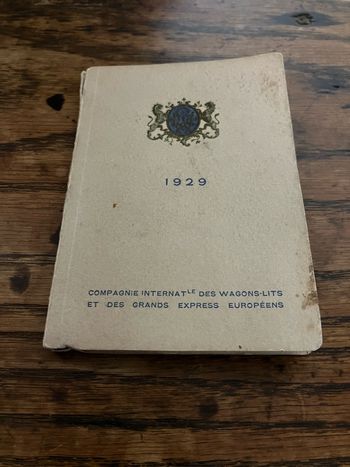 1929
COMPAGNIE INTERNATLE DES WAGONS-LITS
ET DES GRANDS EXPRESS EUROPÉENS